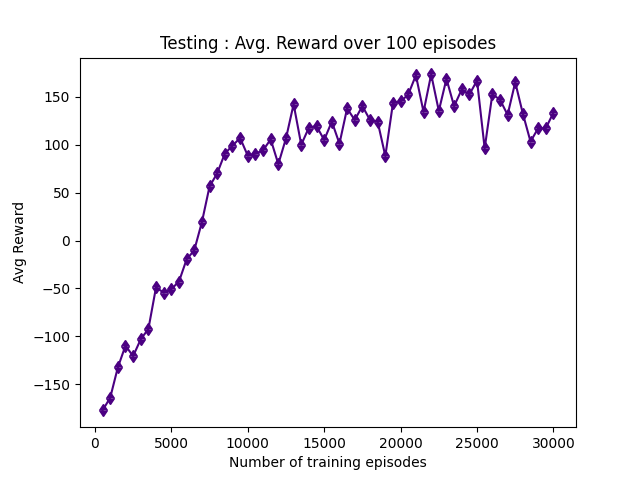 Testing : Avg. Reward over 100 episodes
150
100
50
0
−50
−100
−150
Avg Reward
0 5000 10000 15000 20000 25000 30000
Number of training episodes